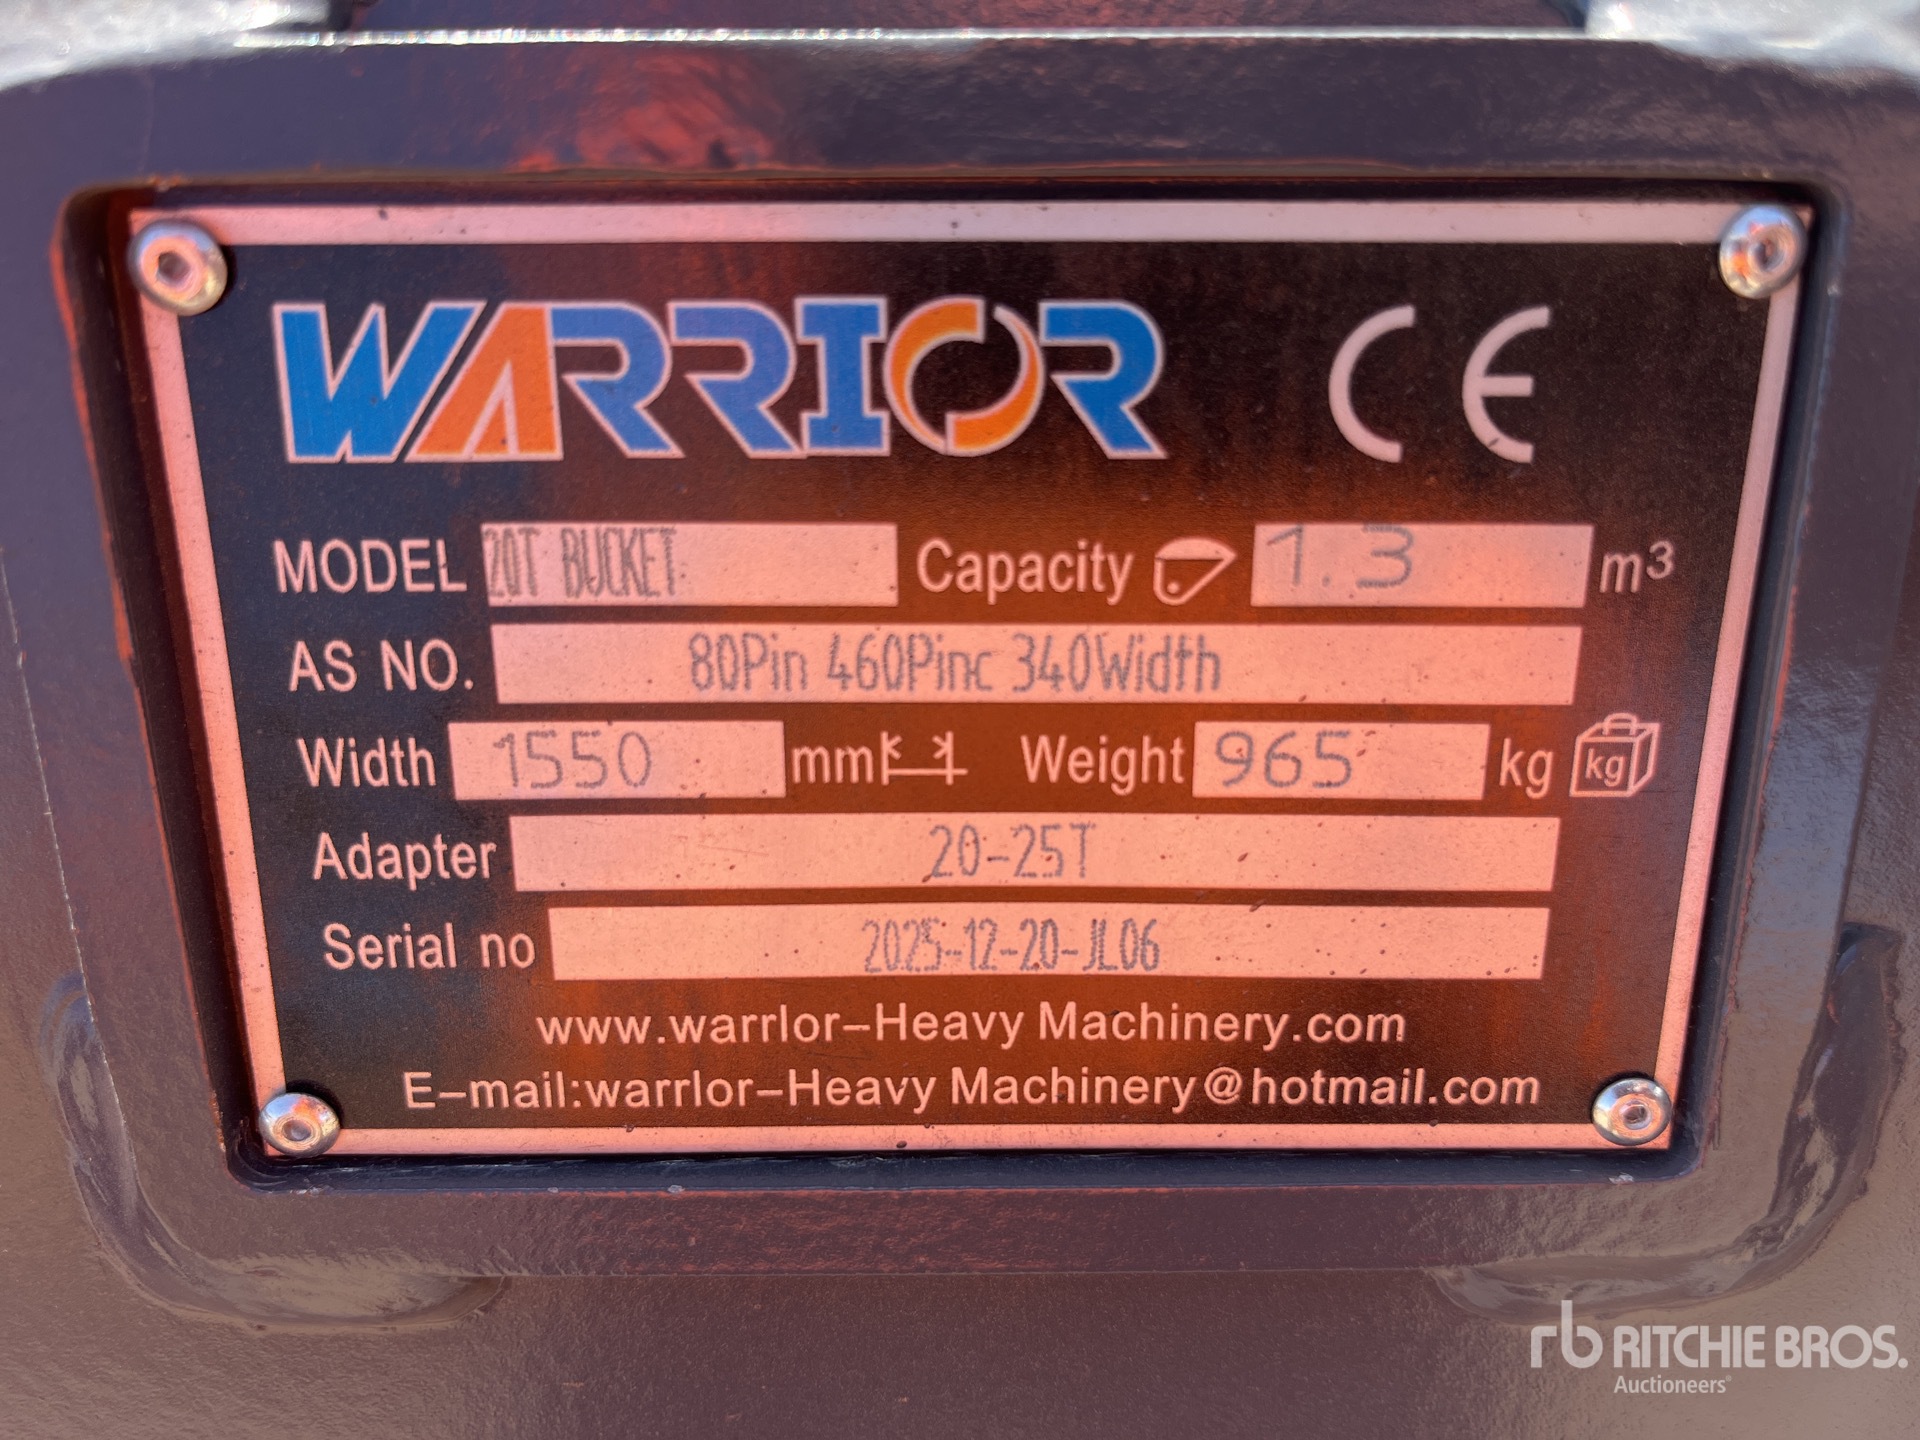 WARRIOR CE
MODEL 20T BUCKET Capacity 1.3 m³
AS NO. 80Pin 460Pinc 340Width
Width 1550 mm Weight 965 kg kg
Adapter 20-25T
Serial no 2025-12-20-JL06
www.warrlor-Heavy Machinery.com
E-mail:warrlor-Heavy Machinery@hotmail.com
rb RITCHIE BROS.
Auctioneers